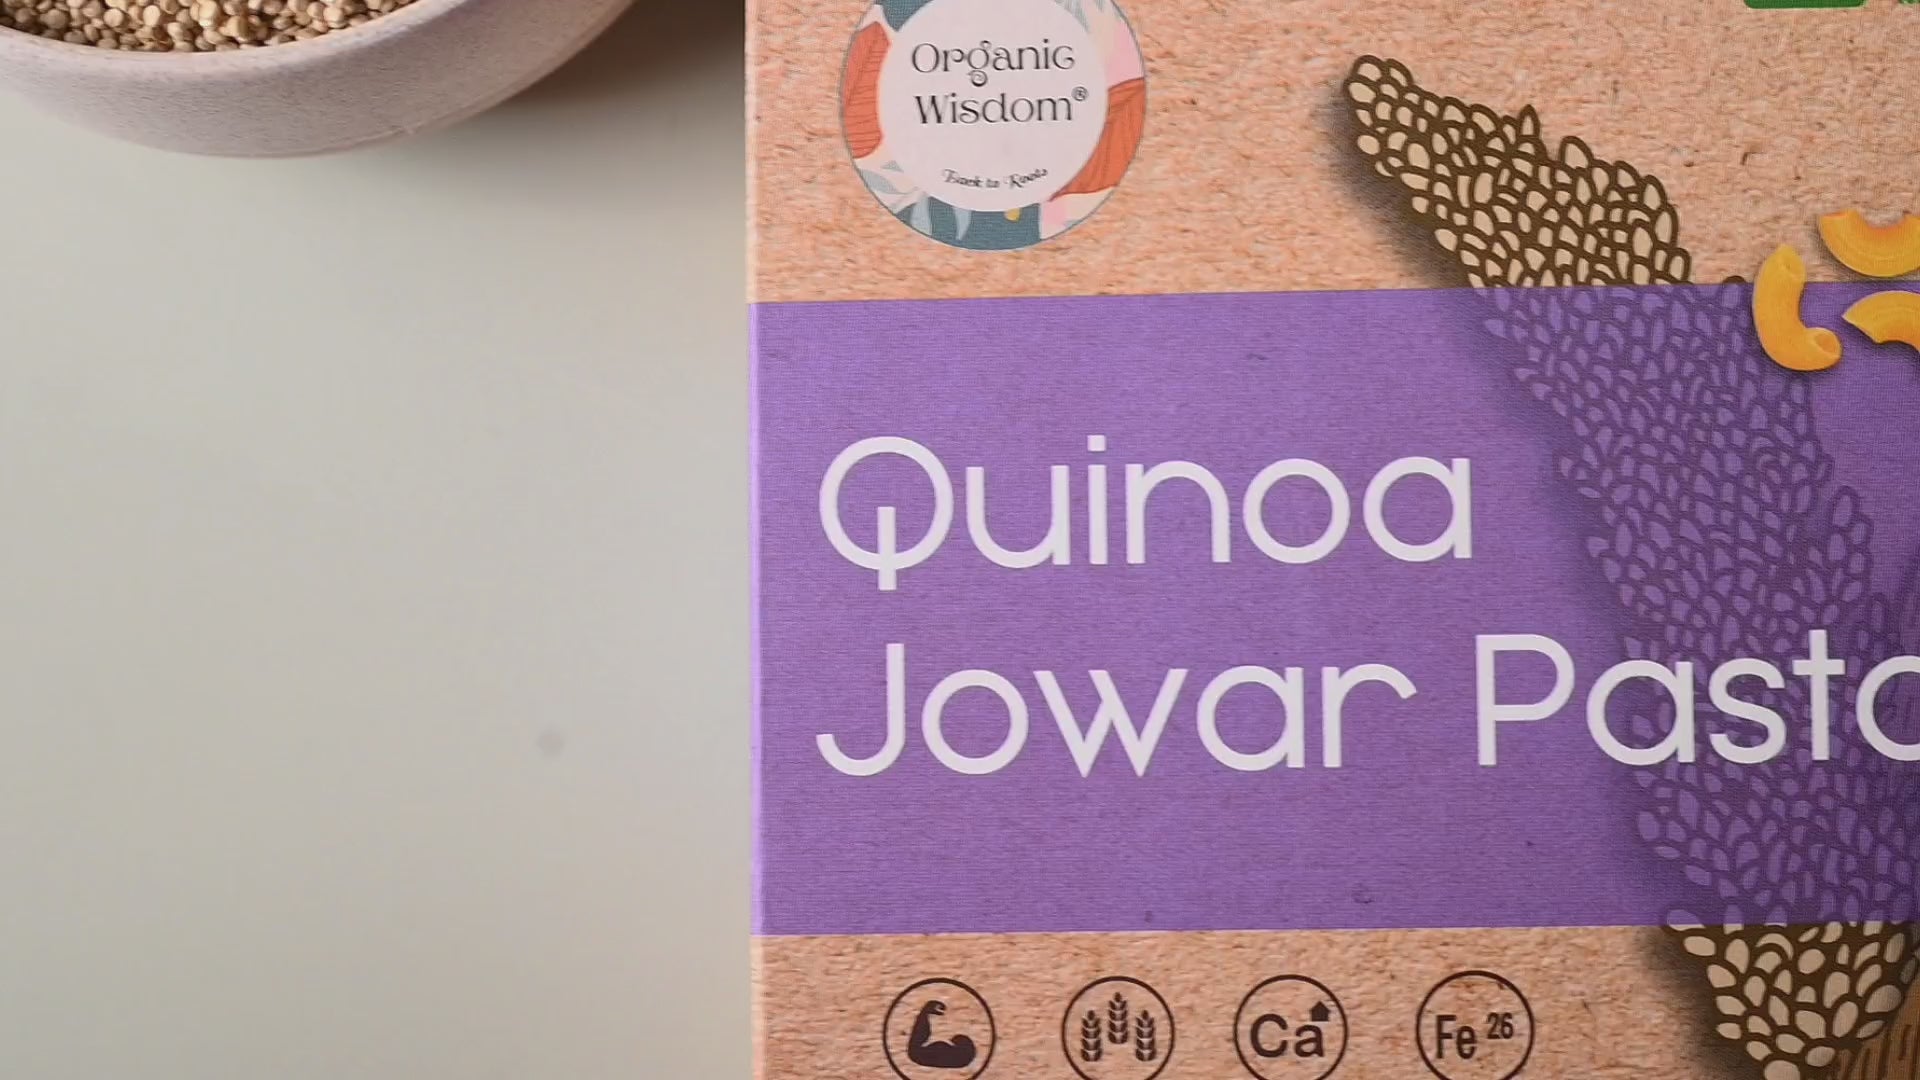 Organic
Wisdom®
Back to Roots
Quinoa
Jowar Pasta
Ca
Fe 26